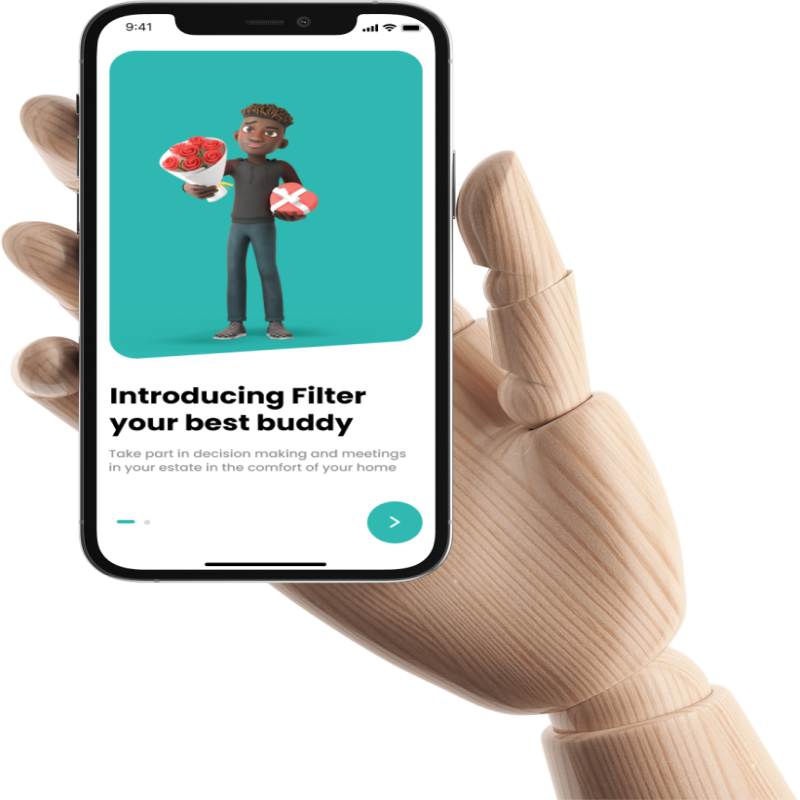 9:41
Introducing Filter
your best buddy
Take part in decision making and meetings
in your estate in the comfort of your home